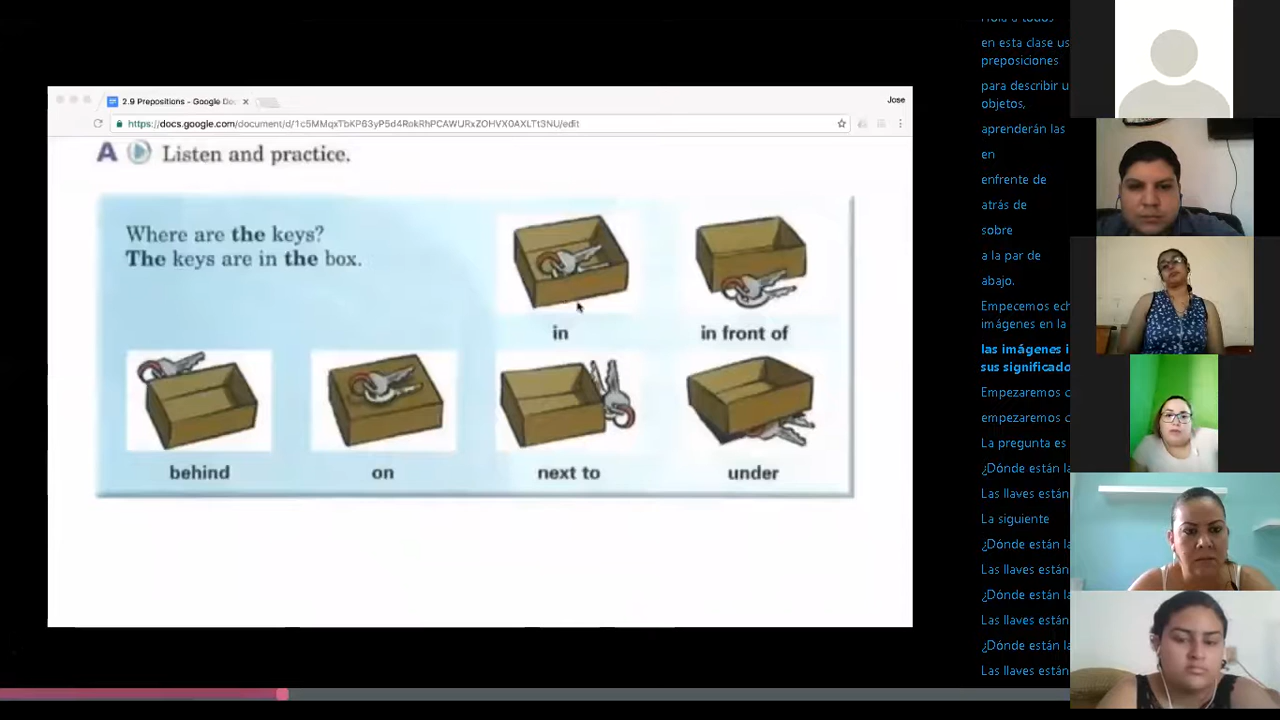 2.9 Prepositions - Google Do
Jose
https://docs.google.com/document/d/1c5MMqxTbKPG3yP5d4RokRhPCAWURxZOHVX0AXLTt3NU/edit
A Listen and practice.
Where are the keys?
The keys are in the box.
in
in front of
behind
on
next to
under
en esta clase us
preposiciones
para describir u
objetos,
aprenderán las
en
enfrente de
atrás de
sobre
a la par de
abajo.
Empecemos ech
imágenes en la
las imágenes i
sus significado
Empezaremos c
empezaremos c
La pregunta es
¿Dónde están la
Las llaves están
La siguiente
¿Dónde están la
Las llaves están
¿Dónde están la
Las llaves están
¿Dónde están la
Las llaves están